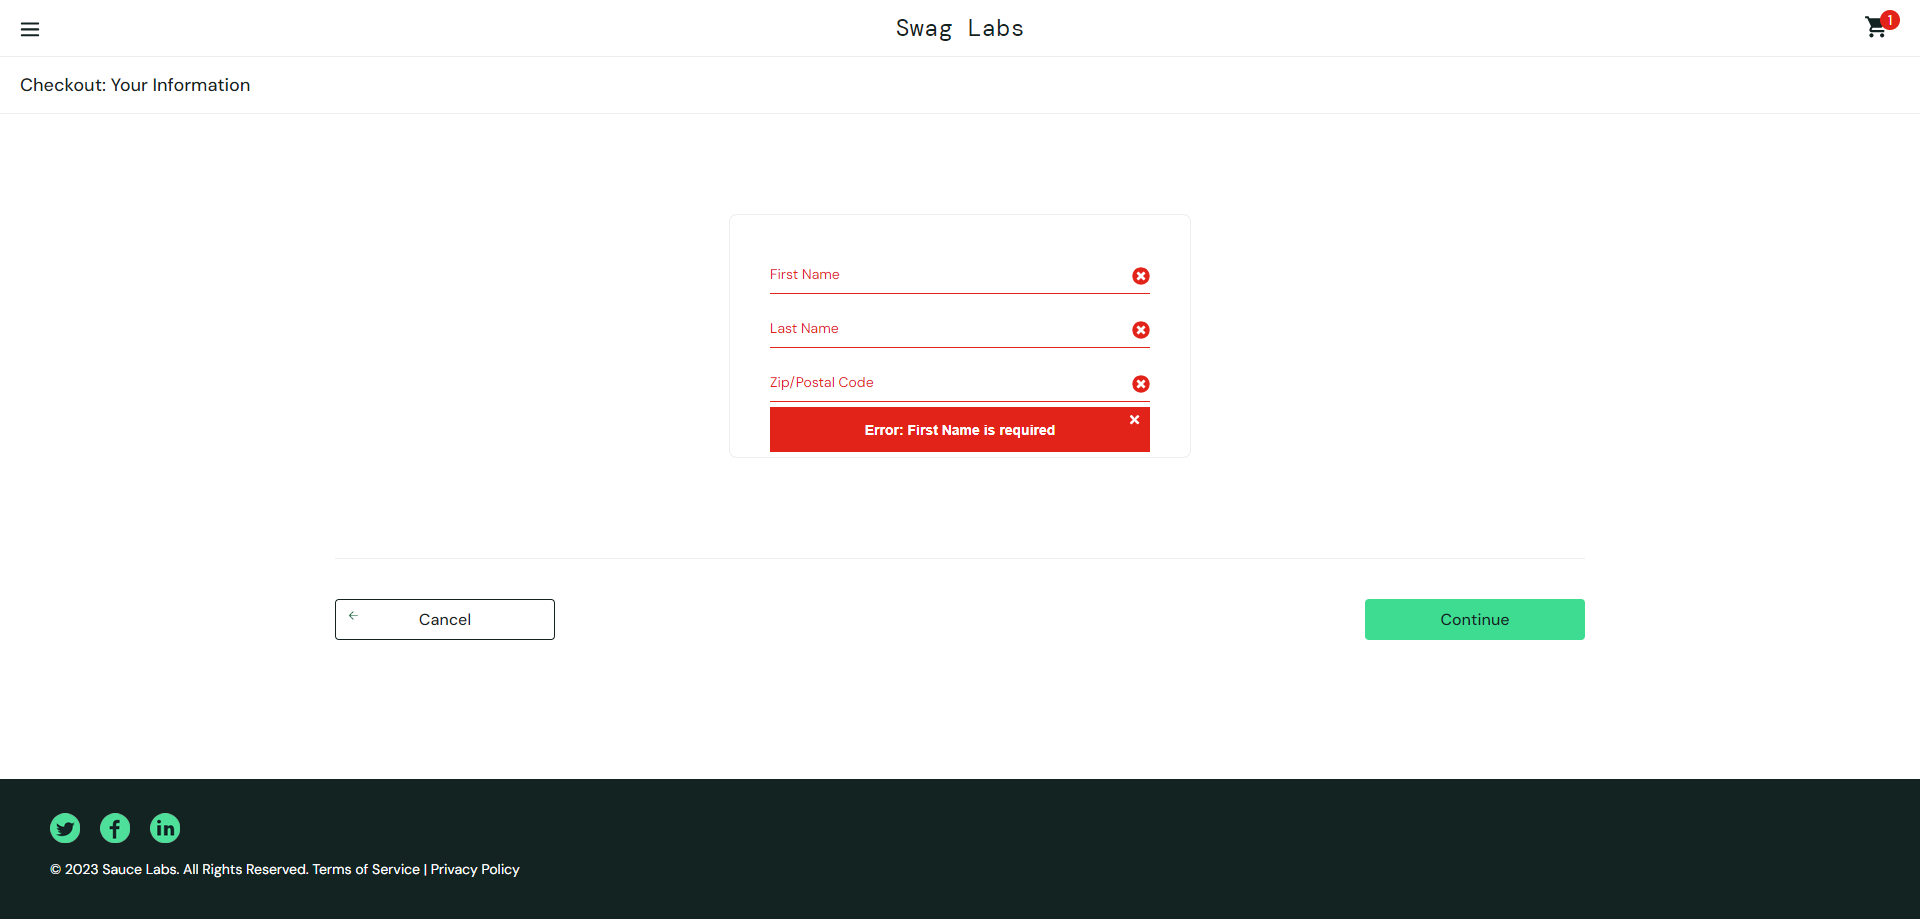 Swag Labs
1
Checkout: Your Information
First Name
Last Name
Zip/Postal Code
Error: First Name is required
Cancel
Continue
© 2023 Sauce Labs. All Rights Reserved. Terms of Service | Privacy Policy